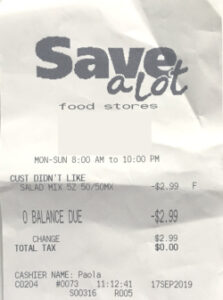 Save
a lot
food stores
MON-SUN 8:00 AM to 10:00 PM
CUST DIDN'T LIKE
SALAD MIX 5Z 50/50MX -$2.99 F
0 BALANCE DUE -$2.99
CHANGE $2.99
TOTAL TAX $0.00
CASHIER NAME: Paola
C0204 #0073 11:12:41 17SEP2019
S00316 R005